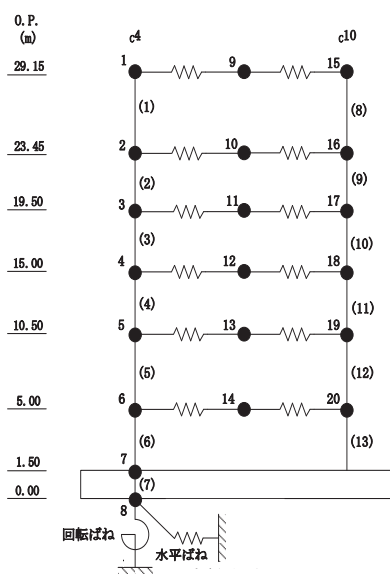 O.P.
(m)
c4 c10
29.15 1 9 15
(1) (8)
23.45 2 10 16
(2) (9)
19.50 3 11 17
(3) (10)
15.00 4 12 18
(4) (11)
10.50 5 13 19
(5) (12)
5.00 6 14 20
(6) (13)
1.50 7
(7)
0.00 8
回転ばね
水平ばね